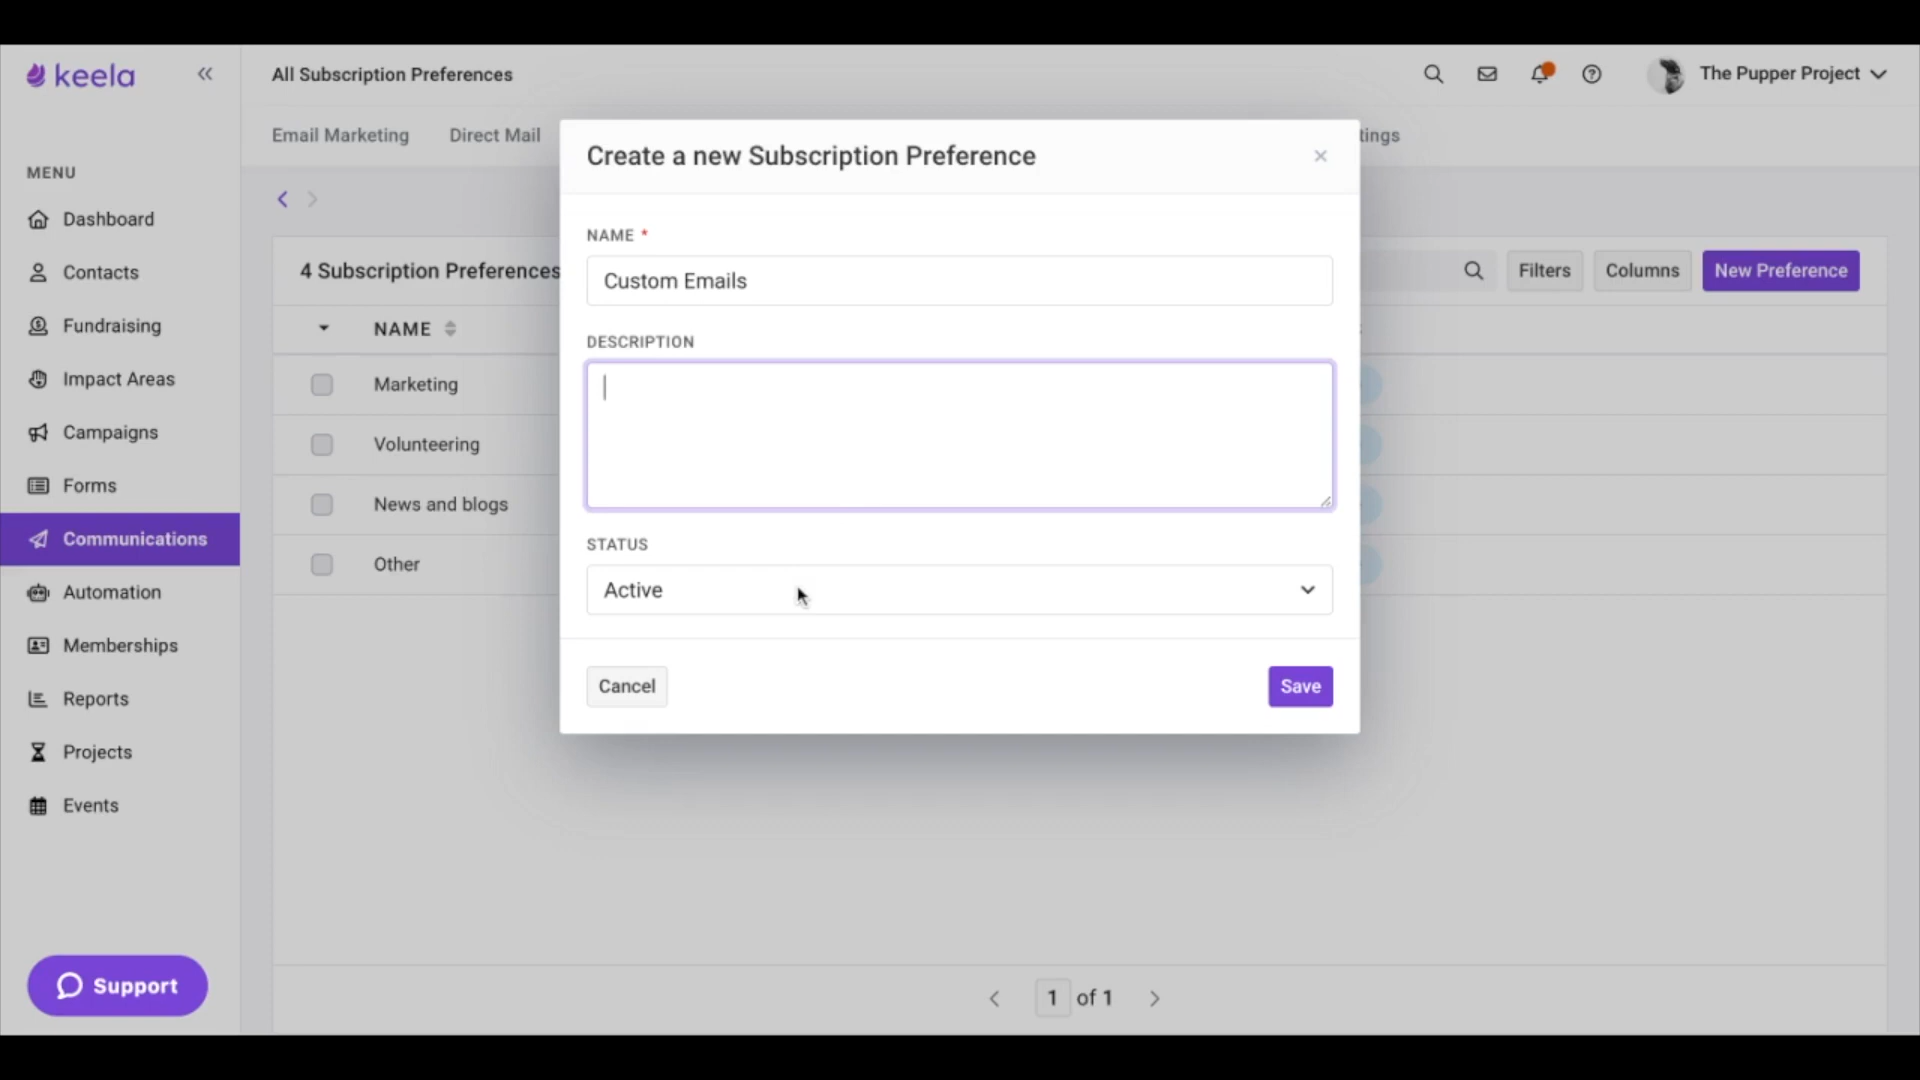 keela
All Subscription Preferences
The Pupper Project
Email Marketing
Direct Mail
tings
MENU
Dashboard
Contacts
Fundraising
Impact Areas
Campaigns
Forms
Communications
Automation
Memberships
Reports
Projects
Events
Support
4 Subscription Preferences
Filters
Columns
New Preference
NAME
Marketing
Volunteering
News and blogs
Other
Create a new Subscription Preference
NAME *
Custom Emails
DESCRIPTION
STATUS
Active
Cancel
Save
1 of 1